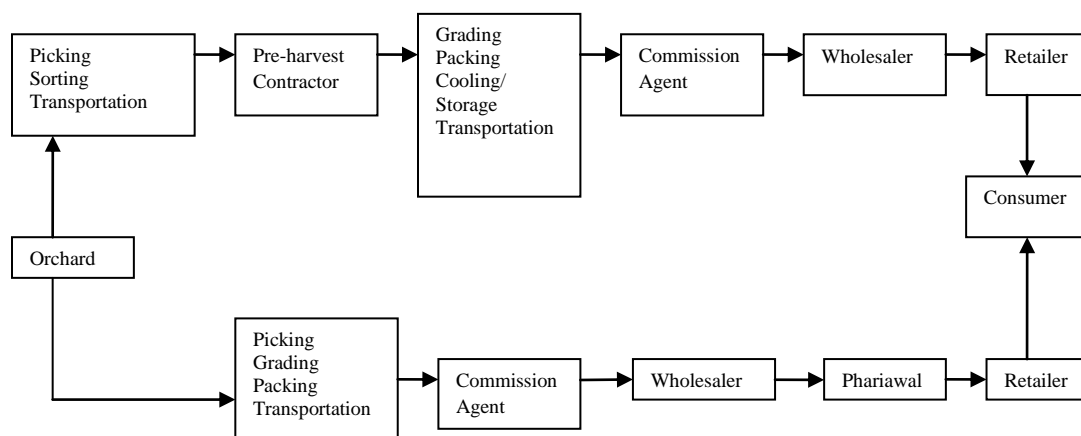 Picking
Sorting
Transportation
Pre-harvest
Contractor
Grading
Packing
Cooling/
Storage
Transportation
Commission
Agent
Wholesaler
Retailer
Consumer
Orchard
Picking
Grading
Packing
Transportation
Commission
Agent
Wholesaler
Phariawal
Retailer